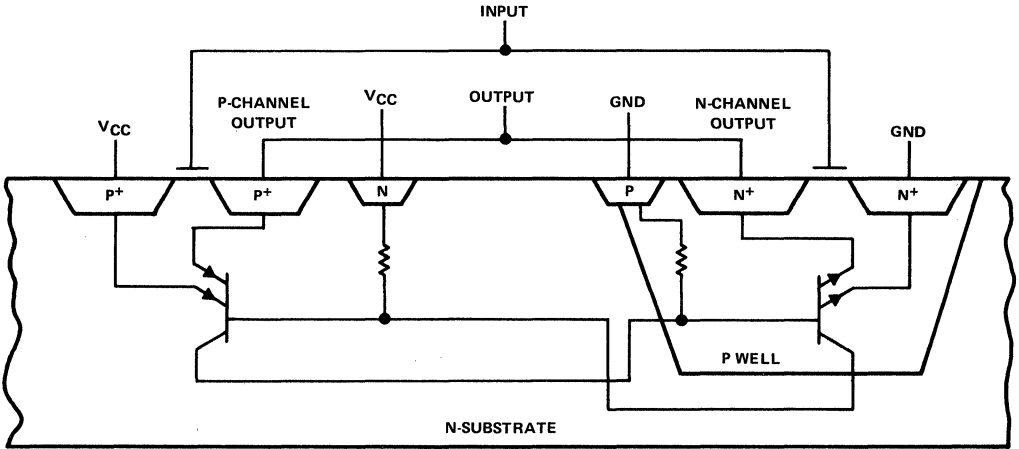 INPUT
P-CHANNEL
OUTPUT
VCC
OUTPUT
GND
N-CHANNEL
OUTPUT
VCC
GND
P+
P+
N
P
N+
N+
P WELL
N-SUBSTRATE